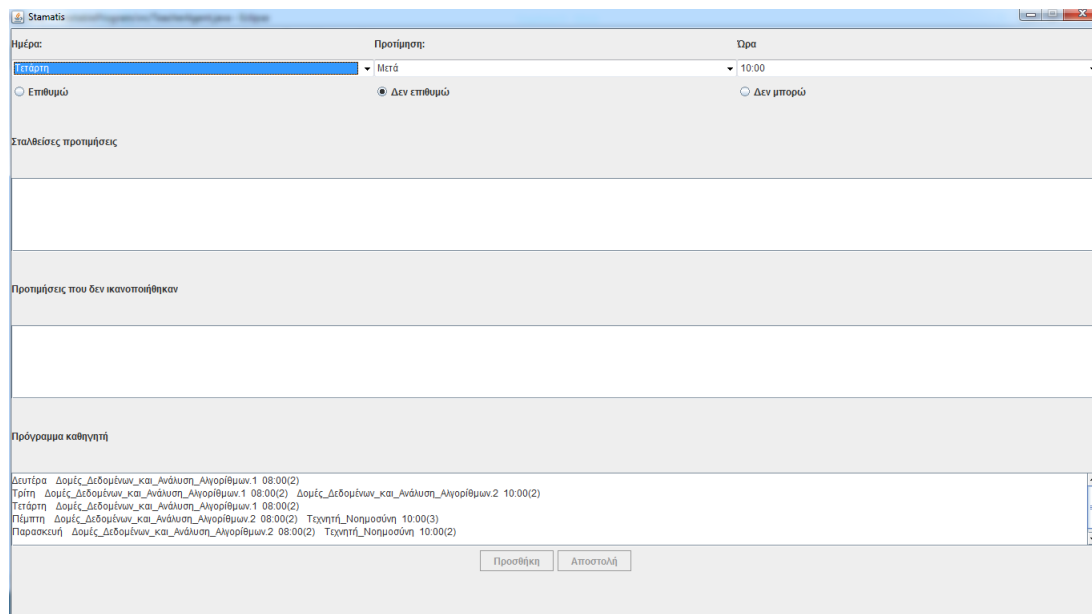 Stamatis
Ημέρα: Προτίμηση: Ώρα
Τετάρτη Μετά 10:00
Επιθυμώ Δεν επιθυμώ Δεν μπορώ
Σταλθείσες προτιμήσεις
Προτιμήσεις που δεν ικανοποιήθηκαν
Πρόγραμμα καθηγητή
Δευτέρα Δομές_Δεδομένων_και_Ανάλυση_Αλγορίθμων.1 08:00(2)
Τρίτη Δομές_Δεδομένων_και_Ανάλυση_Αλγορίθμων.1 08:00(2) Δομές_Δεδομένων_και_Ανάλυση_Αλγορίθμων.2 10:00(2)
Τετάρτη Δομές_Δεδομένων_και_Ανάλυση_Αλγορίθμων.1 08:00(2)
Πέμπτη Δομές_Δεδομένων_και_Ανάλυση_Αλγορίθμων.2 08:00(2) Τεχνητή_Νοημοσύνη 10:00(3)
Παρασκευή Δομές_Δεδομένων_και_Ανάλυση_Αλγορίθμων.2 08:00(2) Τεχνητή_Νοημοσύνη 10:00(2)
Προσθήκη Αποστολή